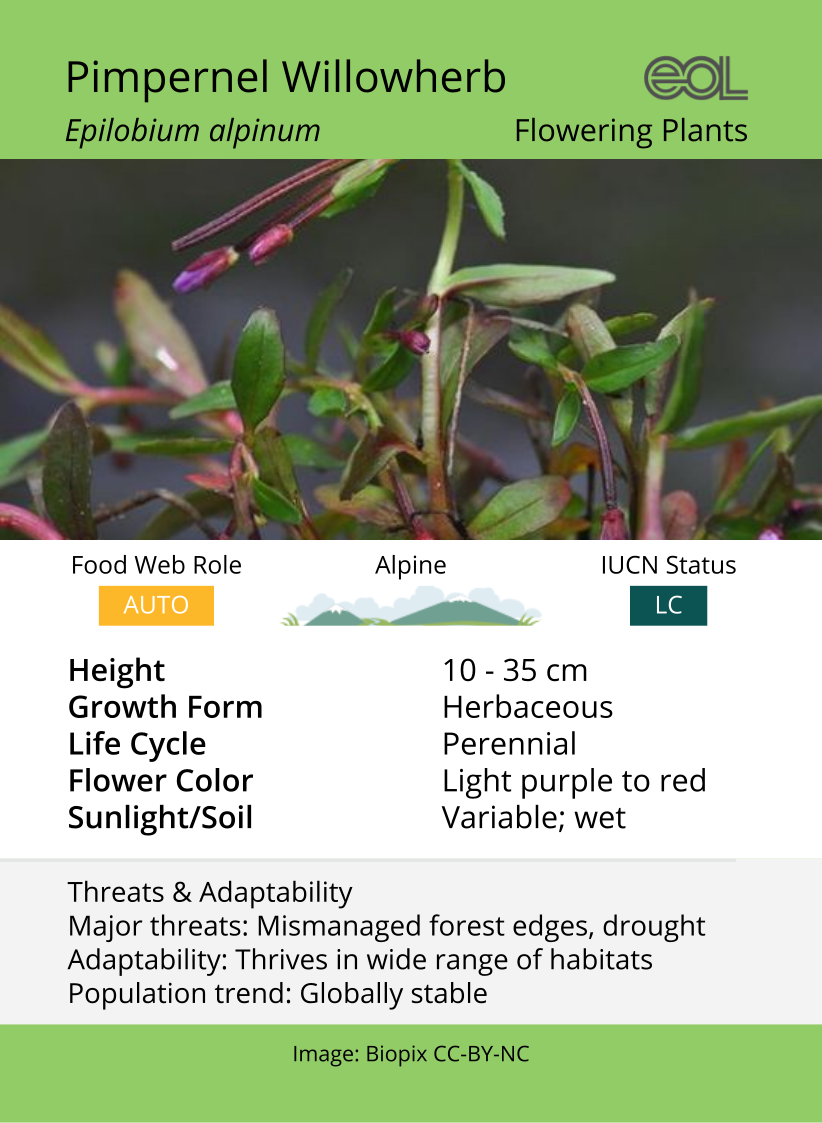 Pimpernel Willowherb
eol
Epilobium alpinum
Flowering Plants
Food Web Role
Alpine
IUCN Status
AUTO
LC
Height 10 - 35 cm
Growth Form Herbaceous
Life Cycle Perennial
Flower Color Light purple to red
Sunlight/Soil Variable; wet
Threats & Adaptability
Major threats: Mismanaged forest edges, drought
Adaptability: Thrives in wide range of habitats
Population trend: Globally stable
Image: Biopix CC-BY-NC